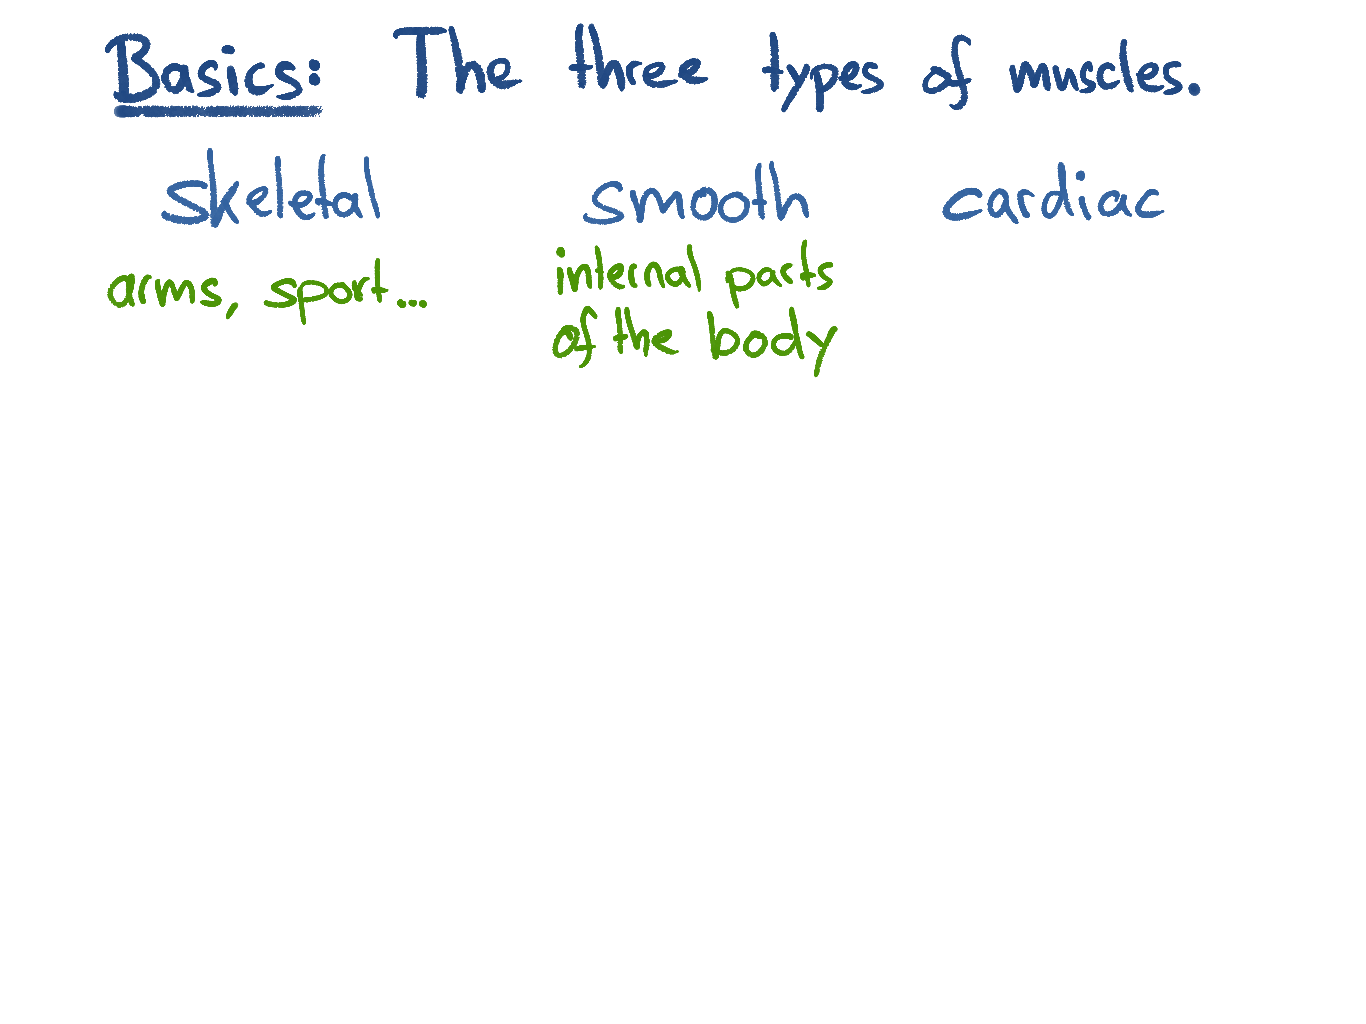 Basics: The three types of muscles.
skeletal smooth cardiac
arms, sport... internal parts
of the body